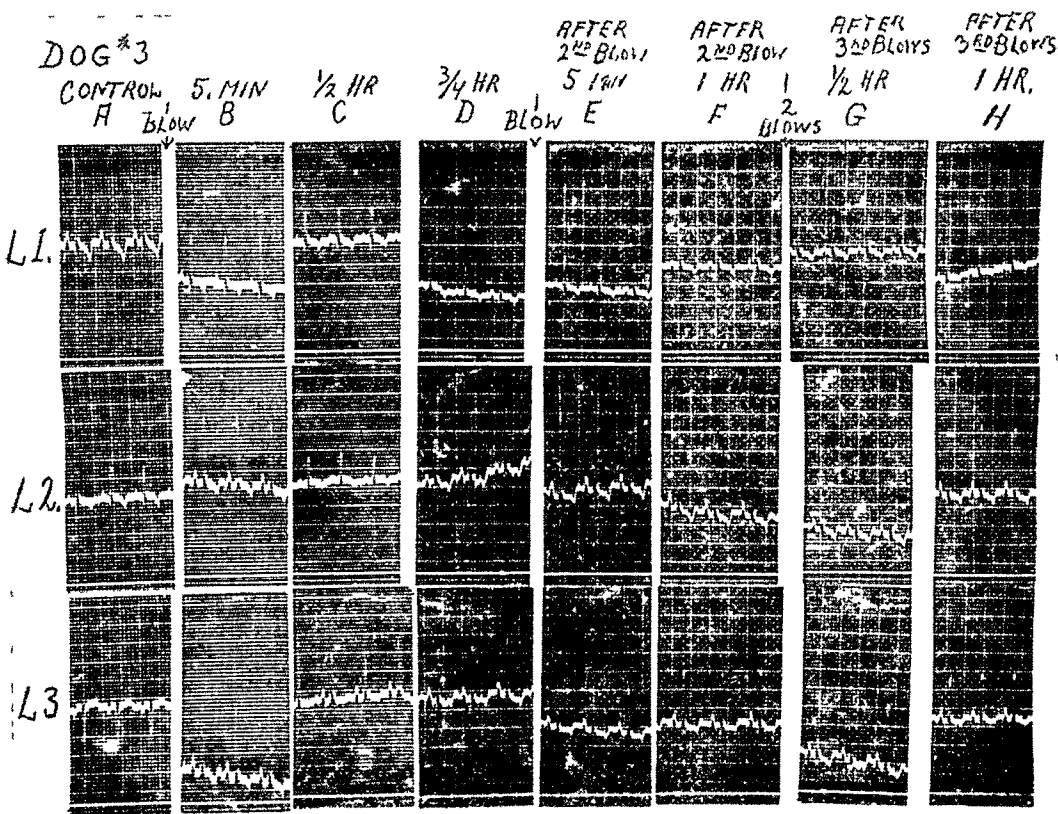 DOG #3
CONTROL
A
1
BLOW
5. MIN
B
1/2 HR
C
3/4 HR
D
1
BLOW
AFTER
2ND BLOW
5 MIN
E
AFTER
2ND BLOW
1 HR
F
1
2
BLOWS
AFTER
3RD BLOWS
1/2 HR
G
AFTER
3RD BLOWS
1 HR.
H
L1.
L2.
L3